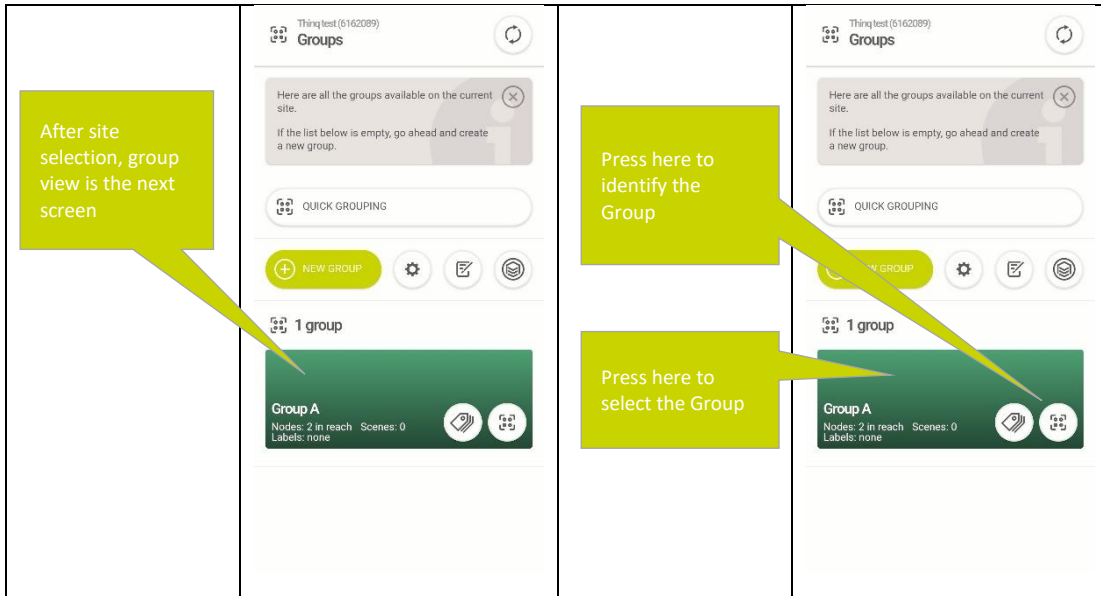 After site
selection, group
view is the next
screen
Thinq test (6162089)
Groups
Here are all the groups available on the current
site.
If the list below is empty, go ahead and create
a new group.
QUICK GROUPING
NEW GROUP
1 group
Group A
Nodes: 2 in reach Scenes: 0
Labels: none
Press here to
identify the
Group
Press here to
select the Group
Thinq test (6162089)
Groups
Here are all the groups available on the current
site.
If the list below is empty, go ahead and create
a new group.
QUICK GROUPING
GROUP
1 group
Group A
Nodes: 2 in reach Scenes: 0
Labels: none